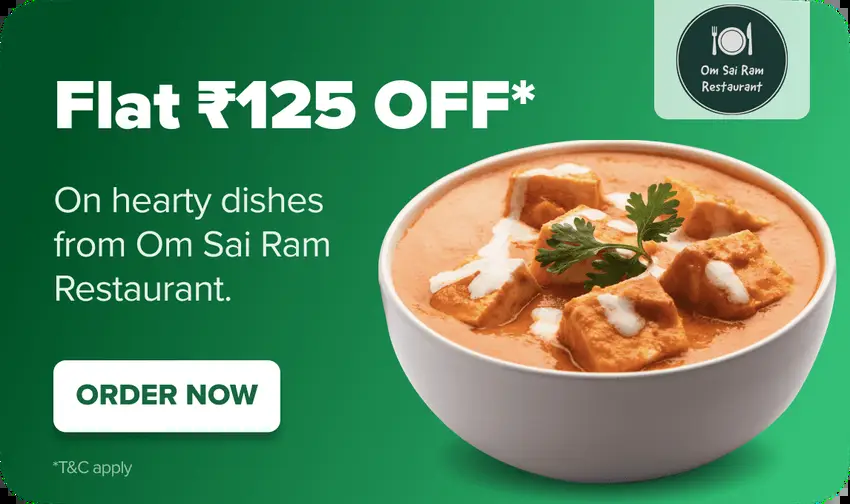 Om Sai Ram
Restaurant
Flat ₹125 OFF*
On hearty dishes
from Om Sai Ram
Restaurant.
ORDER NOW
*T&C apply